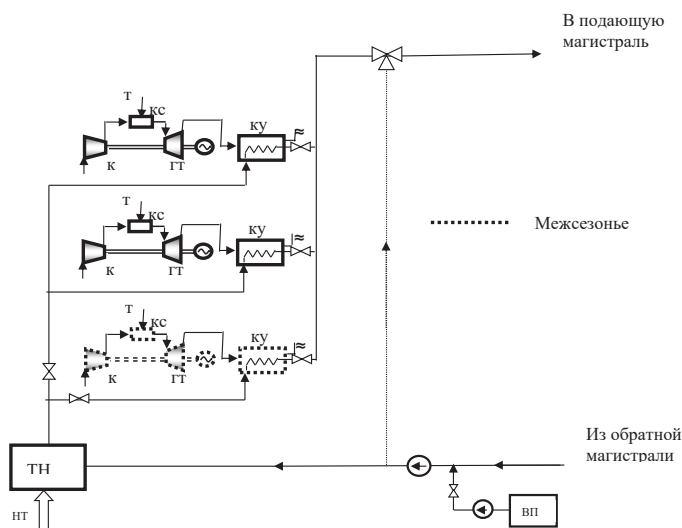 В подающую
магистраль
Т
КС
КУ
К
ГТ
Т
КС
КУ
К
ГТ
Межсезонье
Т
КС
КУ
К
ГТ
Из обратной
магистрали
ТН
НТ
ВП